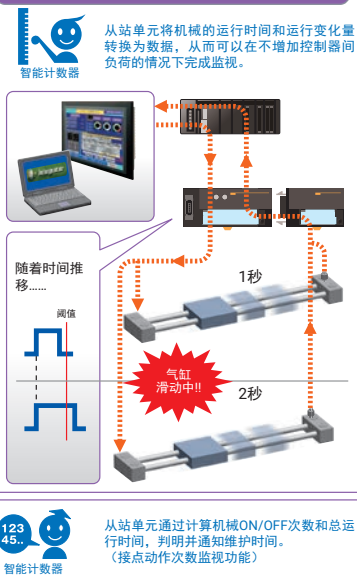 从站单元将机械的运行时间和运行变化量
转换为数据，从而可以在不增加控制器间
负荷的情况下完成监视。
智能计数器
随着时间推
移……
阈值
1秒
气缸
滑动中!!
2秒
123
45..
从站单元通过计算机械ON/OFF次数和总运
行时间，判明并通知维护时间。
（接点动作次数监视功能）
智能计数器